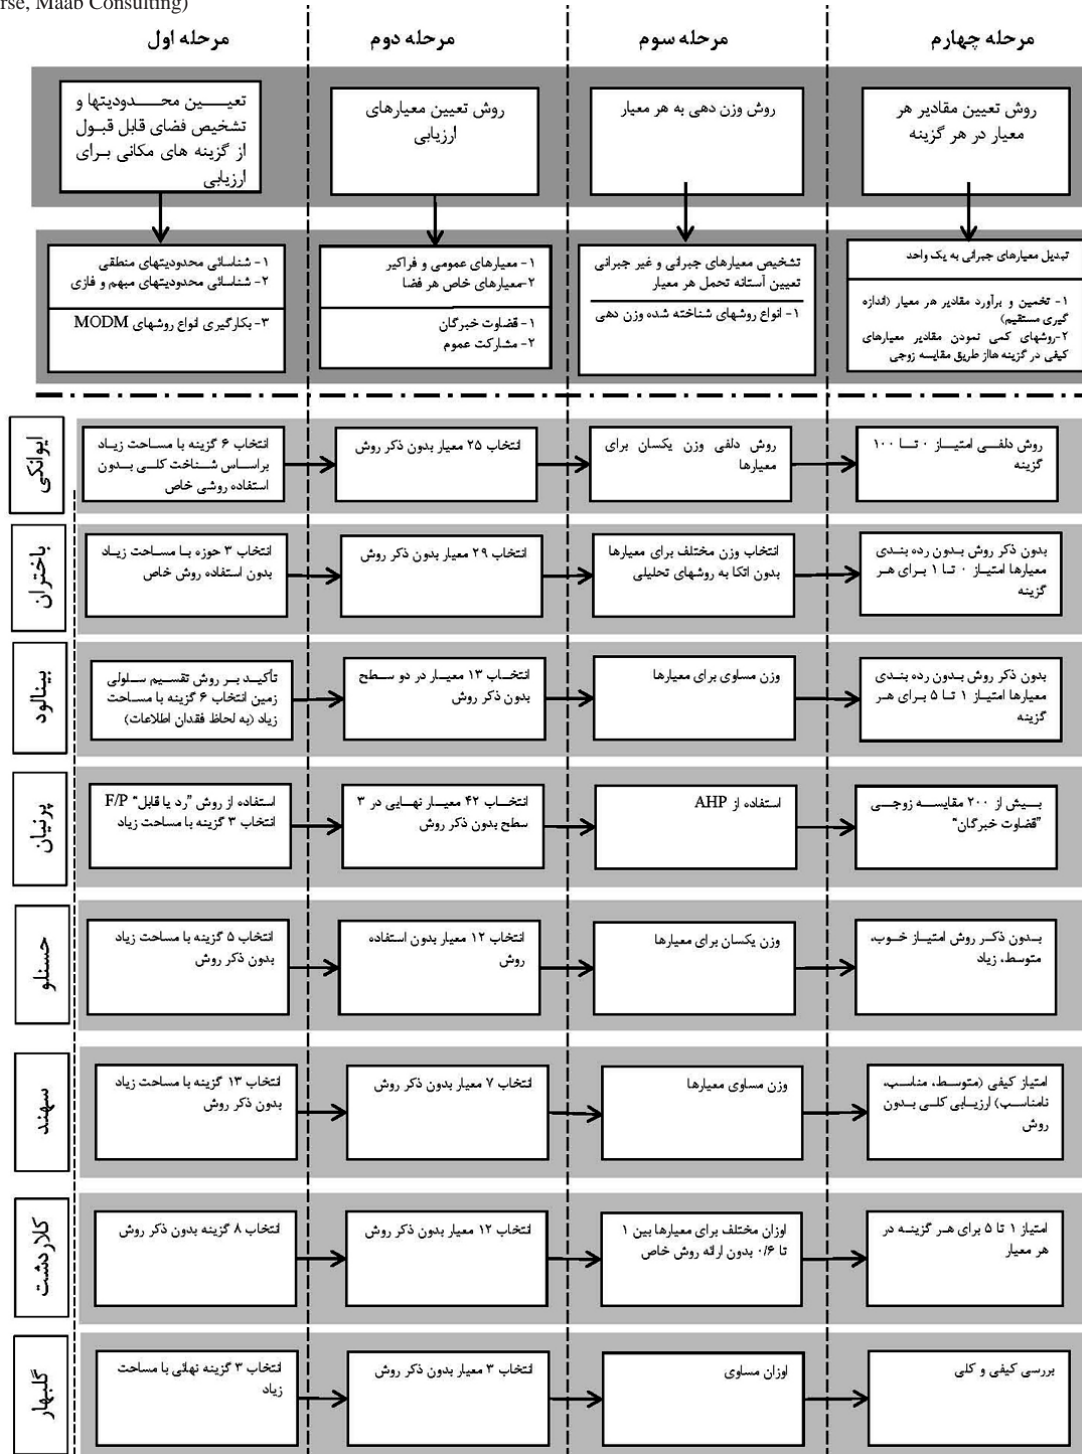 rse, Maab Consulting)
مرحله اول
مرحله دوم
مرحله سوم
مرحله چهارم
تعیین محدودیتها و
تشخیص فضای قابل قبول
از گزینه های مکانی برای
ارزیابی
روش تعیین معیارهای
ارزیابی
روش وزن دهی به هر معیار
روش تعیین مقادیر هر
معیار در هر گزینه
۱- شناسائی محدودیتهای منطقی
۲- شناسائی محدودیتهای مبهم و فازی
۳- بکارگیری انواع روشهای MODM
۱- معیارهای عمومی و فراگیر
۲-معیارهای خاص هر فضا
۱- قضاوت خبرگان
۲- مشارکت عموم
تشخیص معیارهای جبرانی و غیر جبرانی
تعیین آستانه تحمل هر معیار
۱- انواع روشهای شناخته شده وزن دهی
تبدیل معیارهای جبرانی به یک واحد
۱- تخمین و برآورد مقادیر هر معیار (اندازه
گیری مستقیم)
۲-روشهای کمی نمودن مقادیر معیارهای
کیفی در گزینه هااز طریق مقایسه زوجی
ایوانکی
انتخاب ۶ گزینه با مساحت زیاد
براساس شناخت کلی بدون
استفاده روشی خاص
انتخاب ۲۵ معیار بدون ذکر روش
روش دلفی وزن یکسان برای
معیارها
روش دلفی امتیاز ۰ تا ۱۰۰
گزینه
باختران
انتخاب ۳ حوزه با مساحت زیاد
بدون استفاده روش خاص
انتخاب ۲۹ معیار بدون ذکر روش
انتخاب وزن مختلف برای معیارها
بدون اتکا به روشهای تحلیلی
بدون ذکر روش بدون رده بندی
معیارها امتیاز ۰ تا ۱ برای هر
گزینه
بینالود
تأکید بر روش تقسیم سلولی
زمین انتخاب ۶ گزینه با مساحت
زیاد (به لحاظ فقدان اطلاعات)
انتخاب ۱۳ معیار در دو سطح
بدون ذکر روش
وزن مساوی برای معیارها
بدون ذکر روش بدون رده بندی
معیارها امتیاز ۱ تا ۵ برای هر
گزینه
پرنیان
استفاده از روش "رد یا قابل" F/P
انتخاب ۳ گزینه با مساحت زیاد
انتخاب ۴۲ معیار نهایی در ۳
سطح بدون ذکر روش
استفاده از AHP
بیش از ۲۰۰ مقایسه زوجی
"قضاوت خبرگان"
حسنلو
انتخاب ۵ گزینه با مساحت زیاد
بدون ذکر روش
انتخاب ۱۲ معیار بدون استفاده
روش
وزن یکسان برای معیارها
بدون ذکر روش امتیاز خوب،
متوسط، زیاد
سهند
انتخاب ۱۳ گزینه با مساحت زیاد
بدون ذکر روش
انتخاب ۷ معیار بدون ذکر روش
وزن مساوی معیارها
امتیاز کیفی (متوسط، مناسب،
نامناسب) ارزیابی کلی بدون
روش
کلاردشت
انتخاب ۸ گزینه بدون ذکر روش
انتخاب ۱۲ معیار بدون ذکر روش
اوزان مختلف برای معیارها بین ۱
تا ۰/۶ بدون ارائه روش خاص
امتیاز ۱ تا ۵ برای هر گزینه در
هر معیار
گلبهار
انتخاب ۳ گزینه نهائی با مساحت
زیاد
انتخاب ۳ معیار بدون ذکر روش
اوزان مساوی
بررسی کیفی و کلی